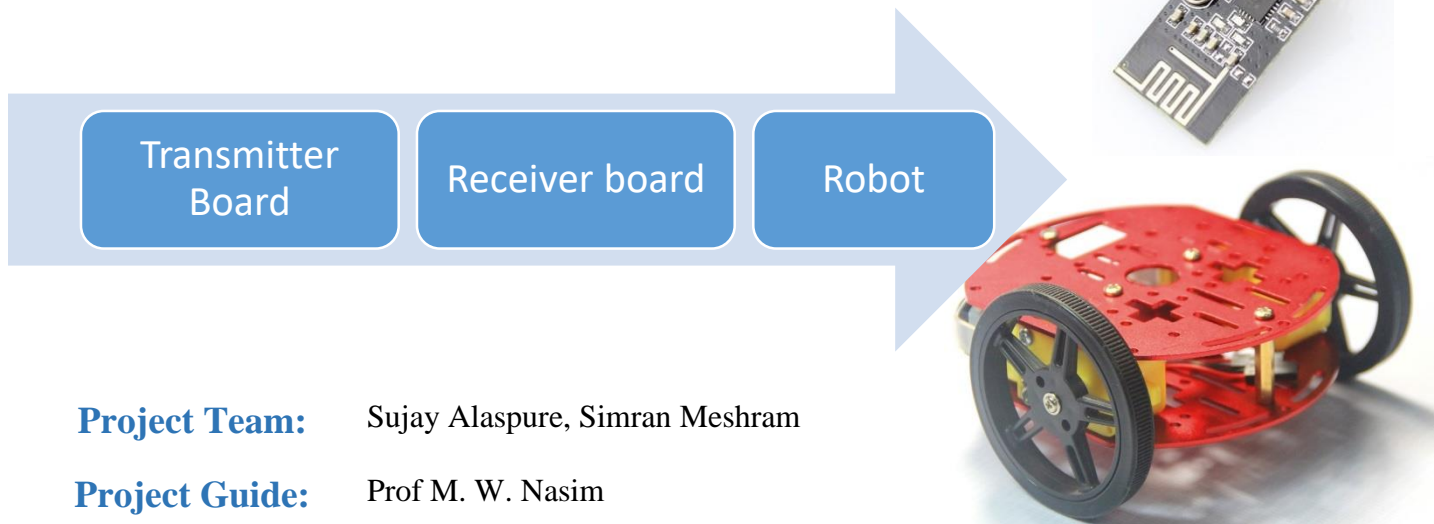 Transmitter
Board
Receiver board
Robot
Project Team: Sujay Alaspure, Simran Meshram
Project Guide: Prof M. W. Nasim